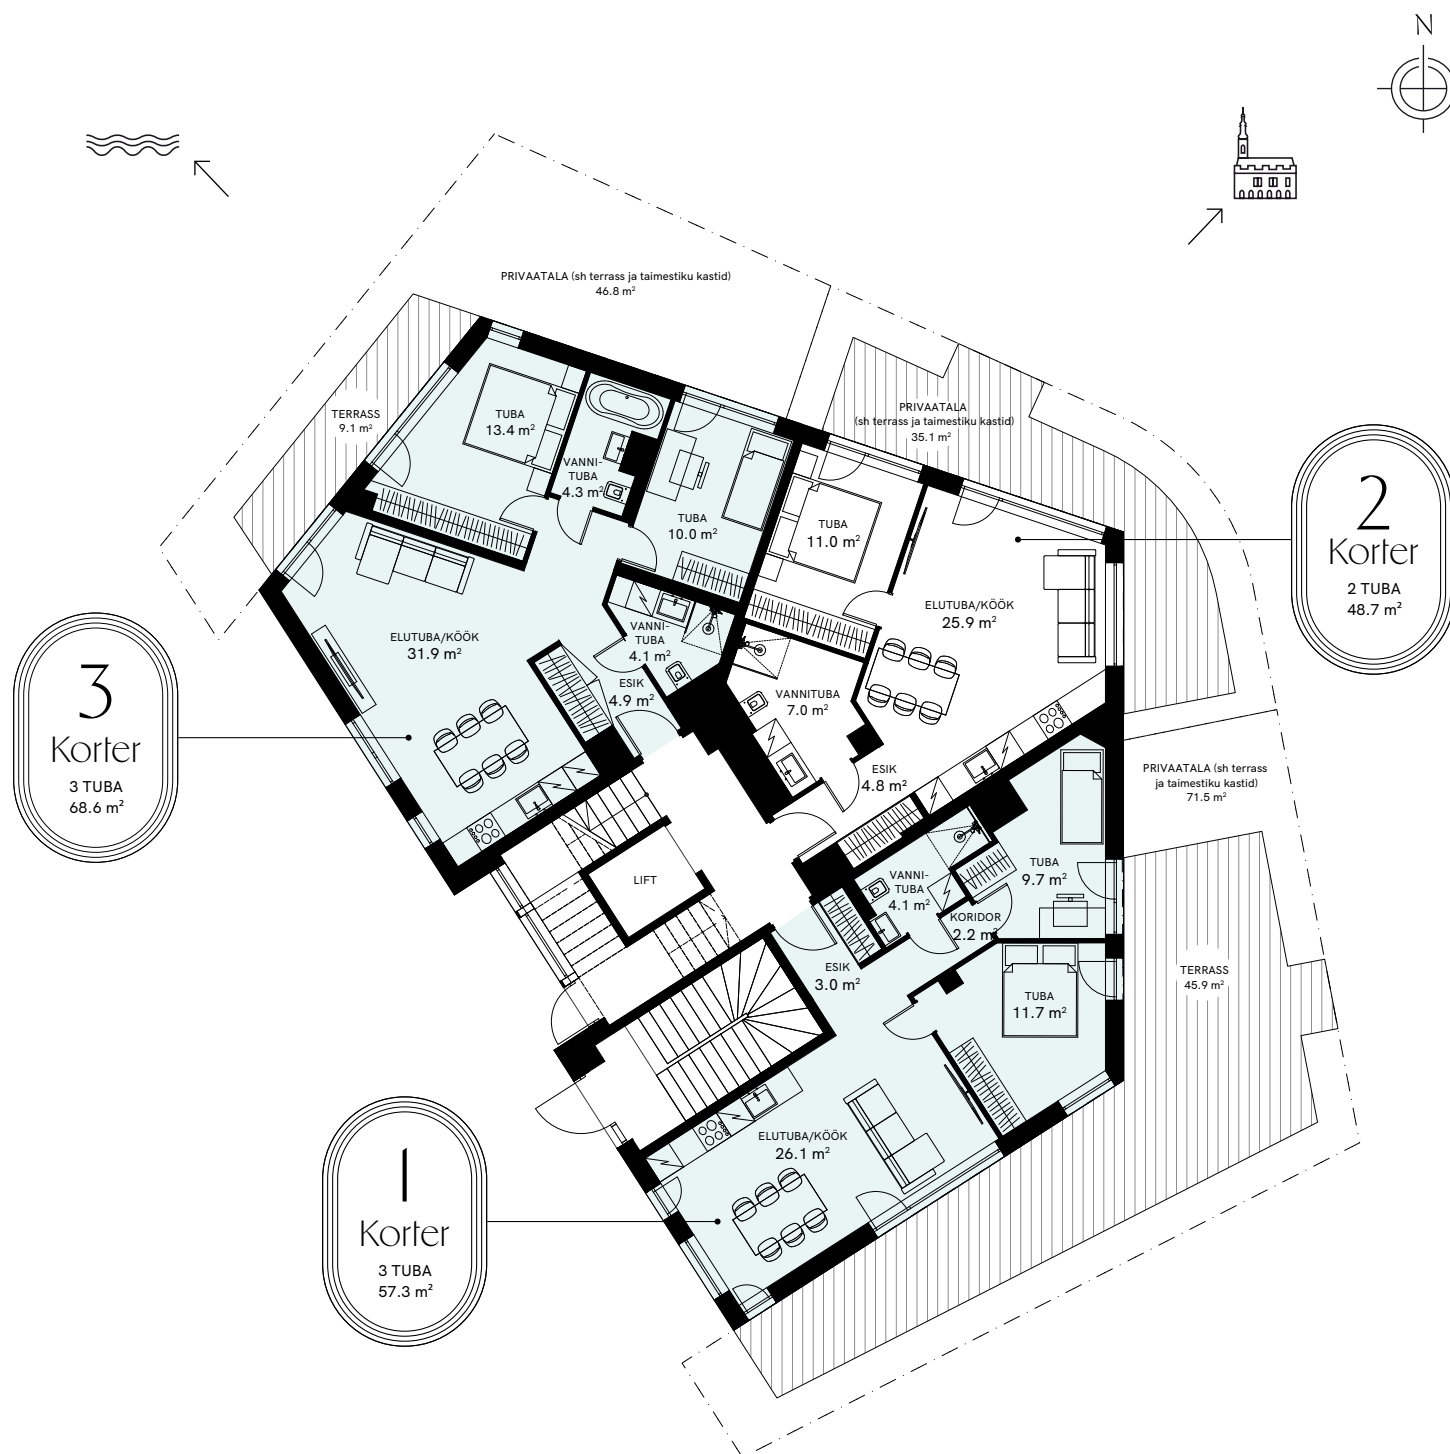 N
PRIVAATALA (sh terrass ja taimestiku kastid)
46.8 m²
TERRASS
9.1 m²
TUBA
13.4 m²
VANNI-
TUBA
4.3 m²
TUBA
10.0 m²
PRIVAATALA
(sh terrass ja taimestiku kastid)
35.1 m²
TUBA
11.0 m²
ELUTUBA/KÖÖK
25.9 m²
2
Korter
2 TUBA
48.7 m²
ELUTUBA/KÖÖK
31.9 m²
VANNI-
TUBA
4.1 m²
ESIK
4.9 m²
VANNITUBA
7.0 m²
ESIK
4.8 m²
3
Korter
3 TUBA
68.6 m²
PRIVAATALA (sh terrass
ja taimestiku kastid)
71.5 m²
LIFT
VANNI-
TUBA
4.1 m²
TUBA
9.7 m²
KORIDOR
2.2 m²
ESIK
3.0 m²
TUBA
11.7 m²
TERRASS
45.9 m²
ELUTUBA/KÖÖK
26.1 m²
1
Korter
3 TUBA
57.3 m²